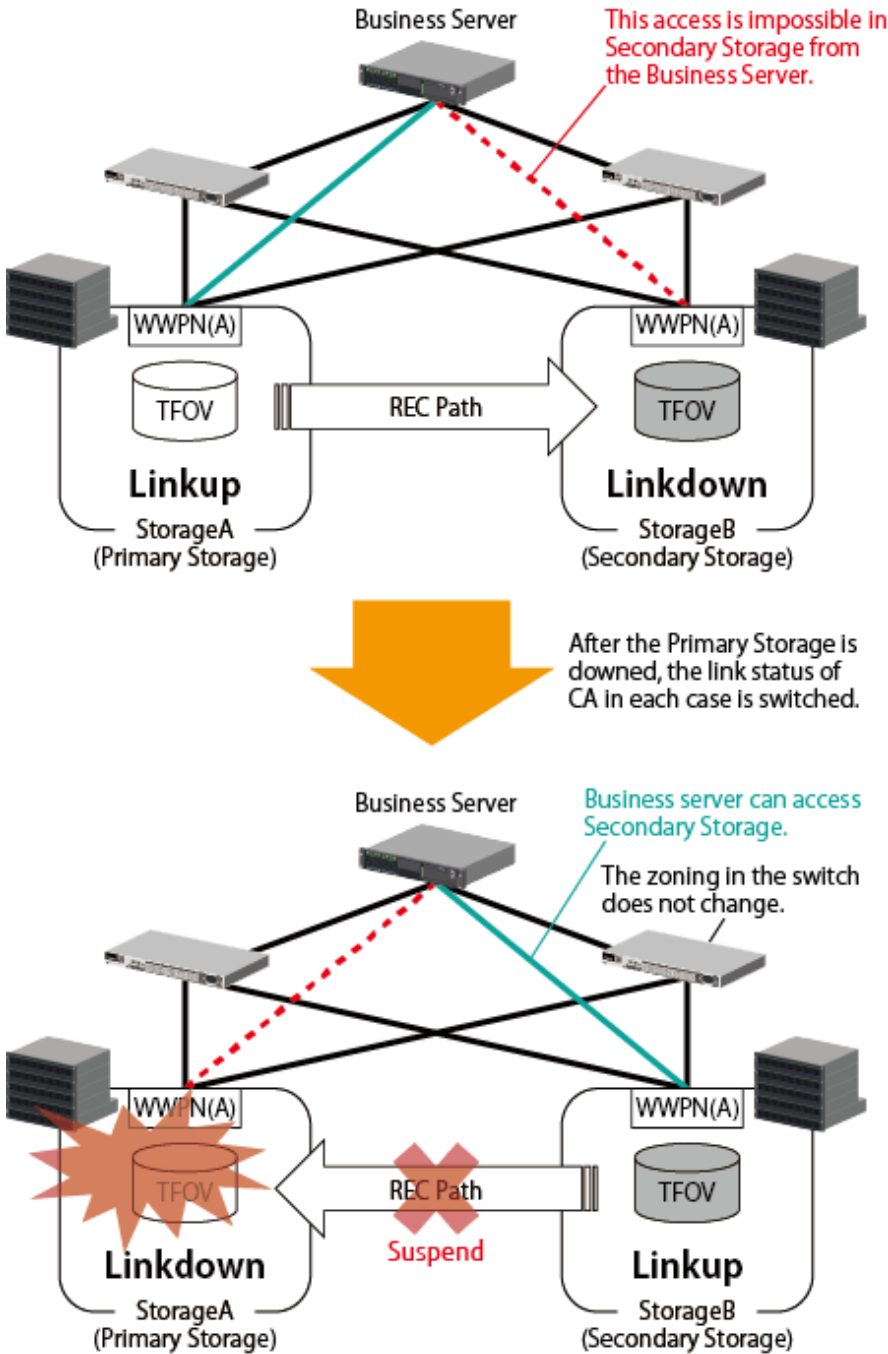 Business Server
This access is impossible in
Secondary Storage from
the Business Server.
WWPN(A)
WWPN(A)
TFOV
REC Path
TFOV
Linkup
Linkdown
StorageA
(Primary Storage)
StorageB
(Secondary Storage)
After the Primary Storage is
downed, the link status of
CA in each case is switched.
Business Server
Business server can access
Secondary Storage.
The zoning in the switch
does not change.
WWPN(A)
WWPN(A)
TFOV
REC Path
TFOV
Suspend
Linkdown
Linkup
StorageA
(Primary Storage)
StorageB
(Secondary Storage)